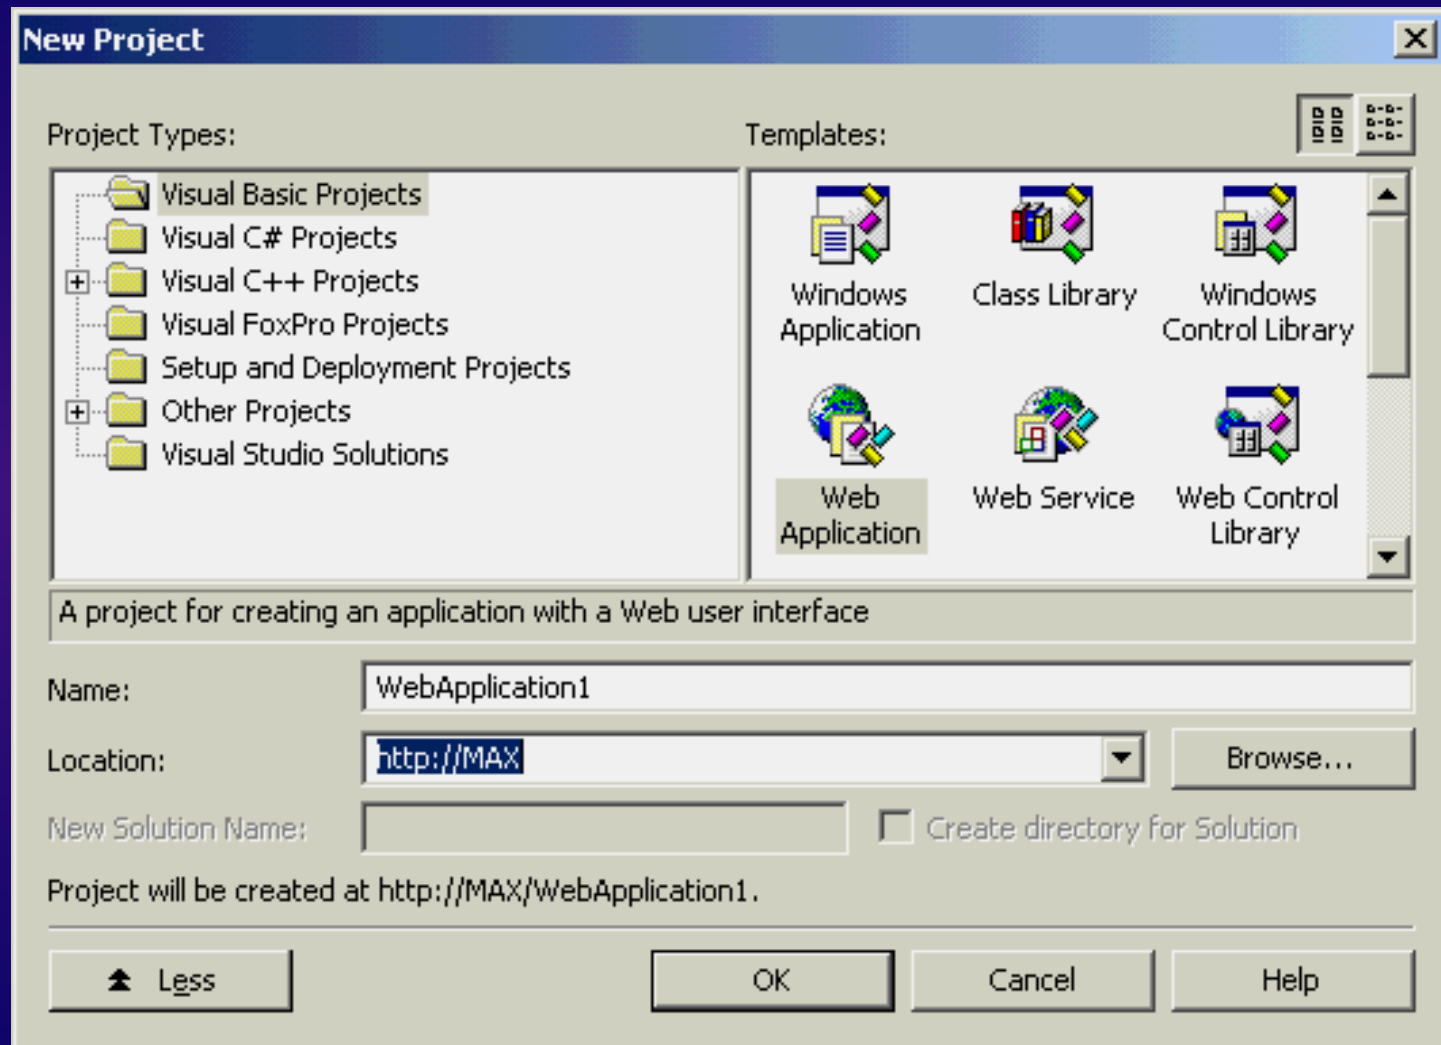 New Project
Project Types:
Templates:
Visual Basic Projects
Visual C# Projects
Visual C++ Projects
Visual FoxPro Projects
Setup and Deployment Projects
Other Projects
Visual Studio Solutions
Windows
Application
Class Library
Windows
Control Library
Web
Application
Web Service
Web Control
Library
A project for creating an application with a Web user interface
Name:
WebApplication1
Location:
http://MAX
Browse...
New Solution Name:
Create directory for Solution
Project will be created at http://MAX/WebApplication1.
Less
OK
Cancel
Help